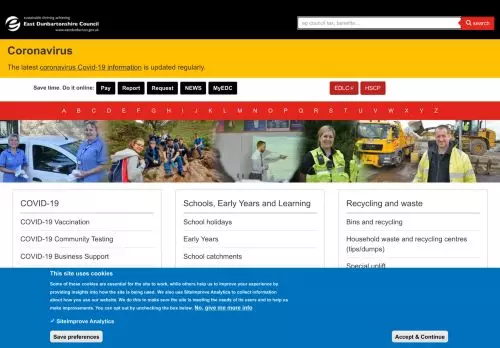 sustainable thriving achieving
East Dunbartonshire Council
www.eastdunbarton.gov.uk
eg council tax, benefits ...
search
Coronavirus
The latest coronavirus Covid-19 information is updated regularly.
Save time. Do it online: Pay Report Request NEWS MyEDC EDLC HSCP
A B C D E F G H I J K L M N O P Q R S T U V W X Y Z
COVID-19
COVID-19 Vaccination
COVID-19 Community Testing
COVID-19 Business Support
Schools, Early Years and Learning
School holidays
Early Years
School catchments
Recycling and waste
Bins and recycling
Household waste and recycling centres
(tips/dumps)
Special uplift
This site uses cookies
Some of these cookies are essential for the site to work, while others help us to improve your experience by
providing insights into how the site is being used. We also use SiteImprove Analytics to collect information
about how you use our website. We do this to make sure the site is meeting the needs of its users and to help us
make improvements. You can opt out by unchecking the box below. No, give me more info
SiteImprove Analytics
Save preferences
Accept & Continue